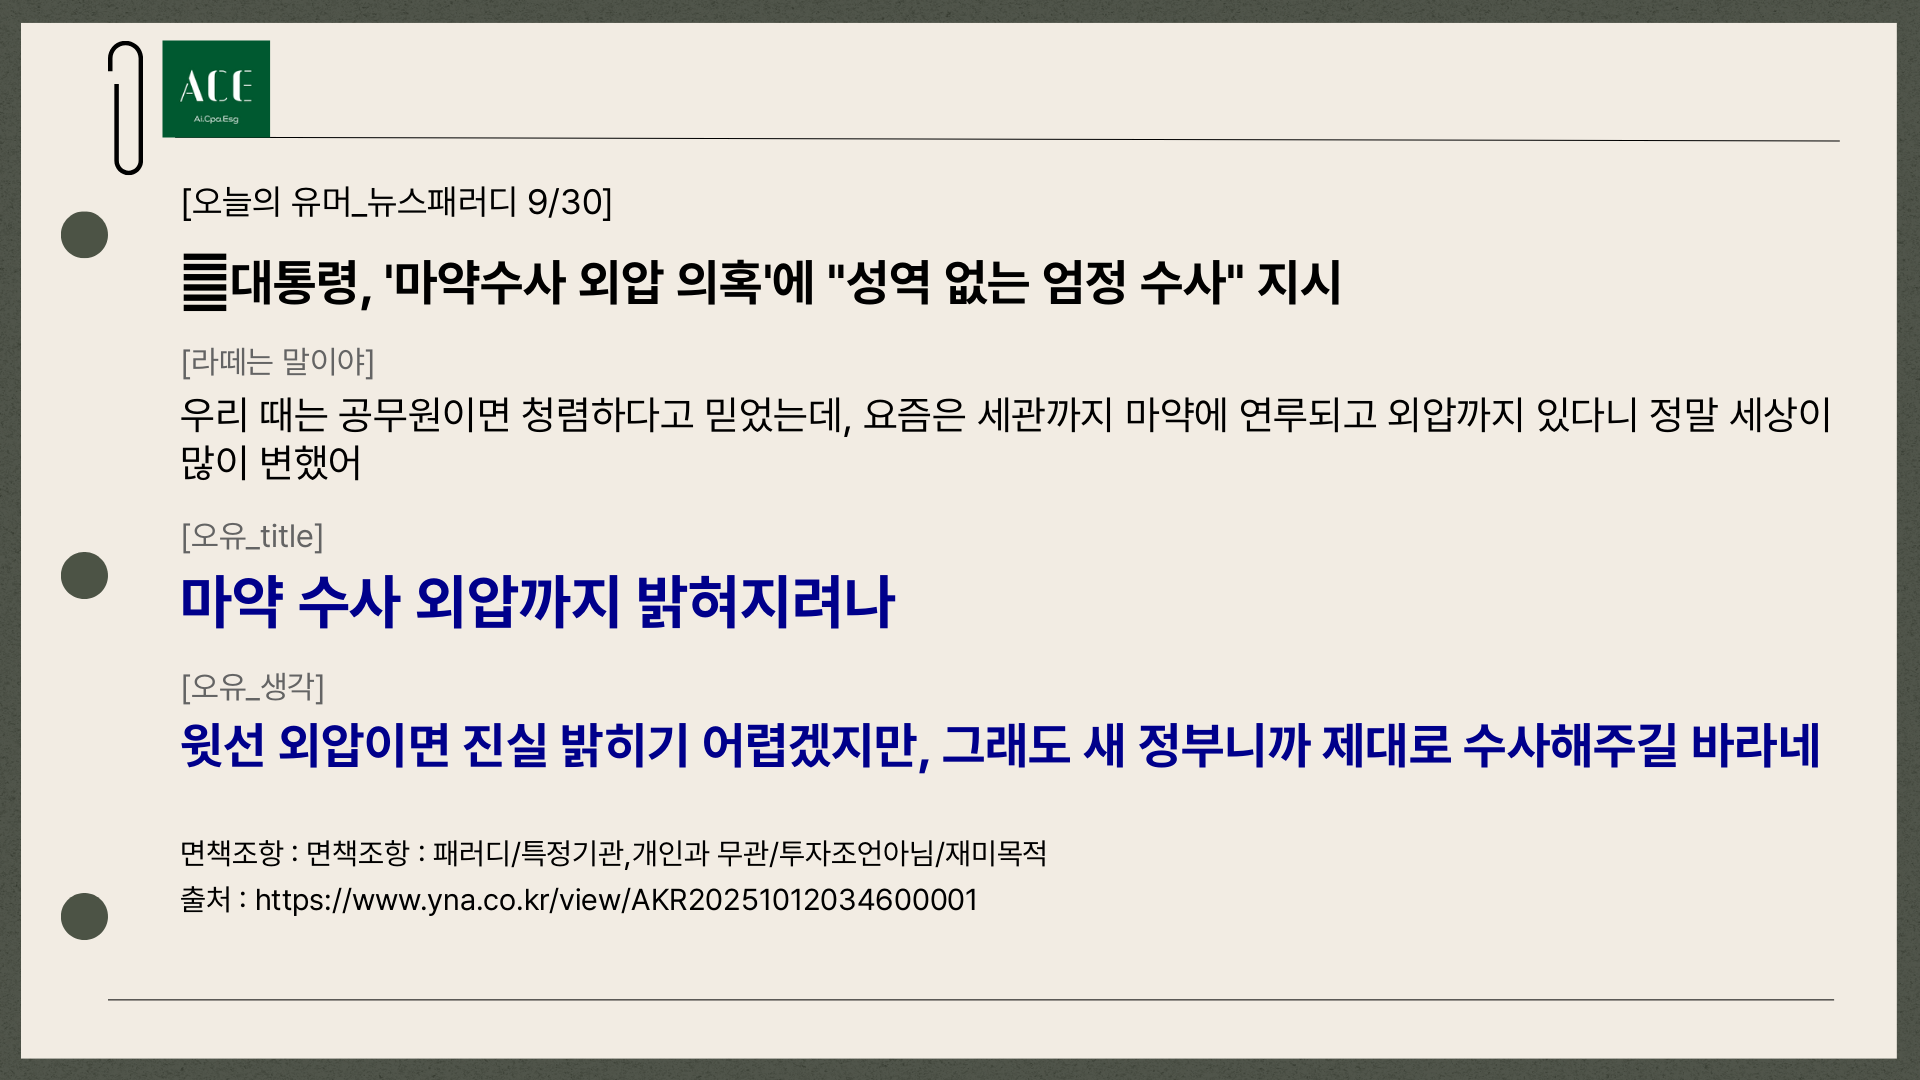 ACE
Ai.Cpa.Esg
[오늘의 유머_뉴스패러디 9/30]
䷀대통령, '마약수사 외압 의혹'에 "성역 없는 엄정 수사" 지시
[라떼는 말이야]
우리 때는 공무원이면 청렴하다고 믿었는데, 요즘은 세관까지 마약에 연루되고 외압까지 있다니 정말 세상이
많이 변했어
[오유_title]
마약 수사 외압까지 밝혀지려나
[오유_생각]
윗선 외압이면 진실 밝히기 어렵겠지만, 그래도 새 정부니까 제대로 수사해주길 바라네
면책조항 : 면책조항 : 패러디/특정기관,개인과 무관/투자조언아님/재미목적
출처 : https://www.yna.co.kr/view/AKR20251012034600001